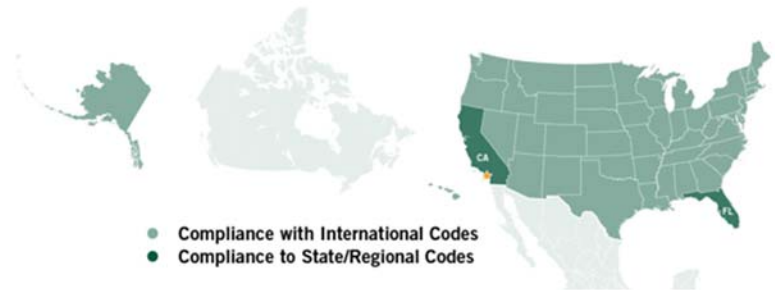 CA
FL
Compliance with International Codes
Compliance to State/Regional Codes